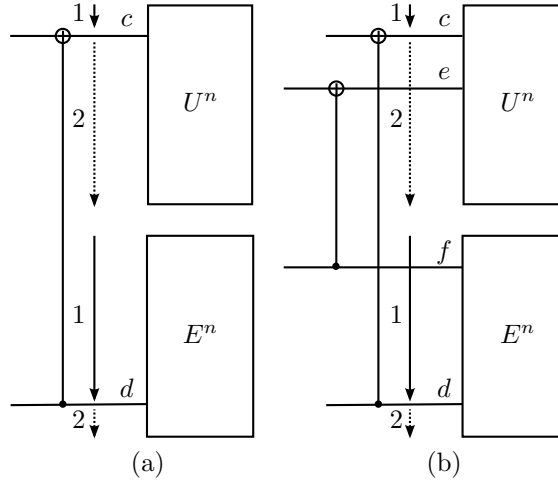 1 c 1 c
e
2 U^n 2 U^n
f
1 E^n 1 E^n
d d
2 2
(a) (b)